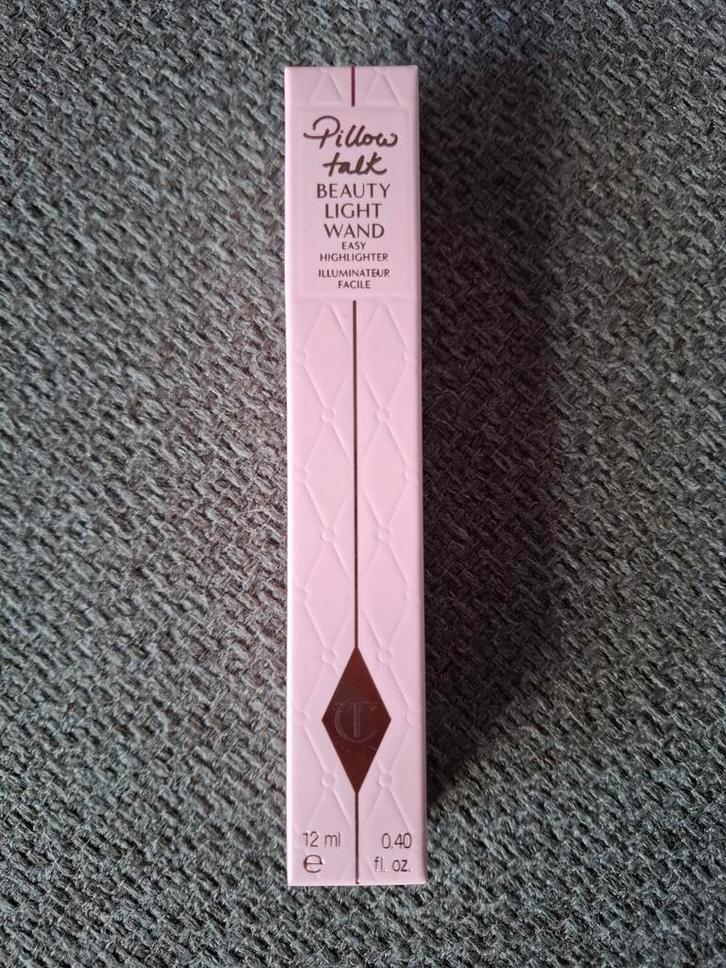 Pillow
talk
BEAUTY
LIGHT
WAND
EASY
HIGHLIGHTER
ILLUMINATEUR
FACILE
CT
12 ml 0.40
e fl. oz.